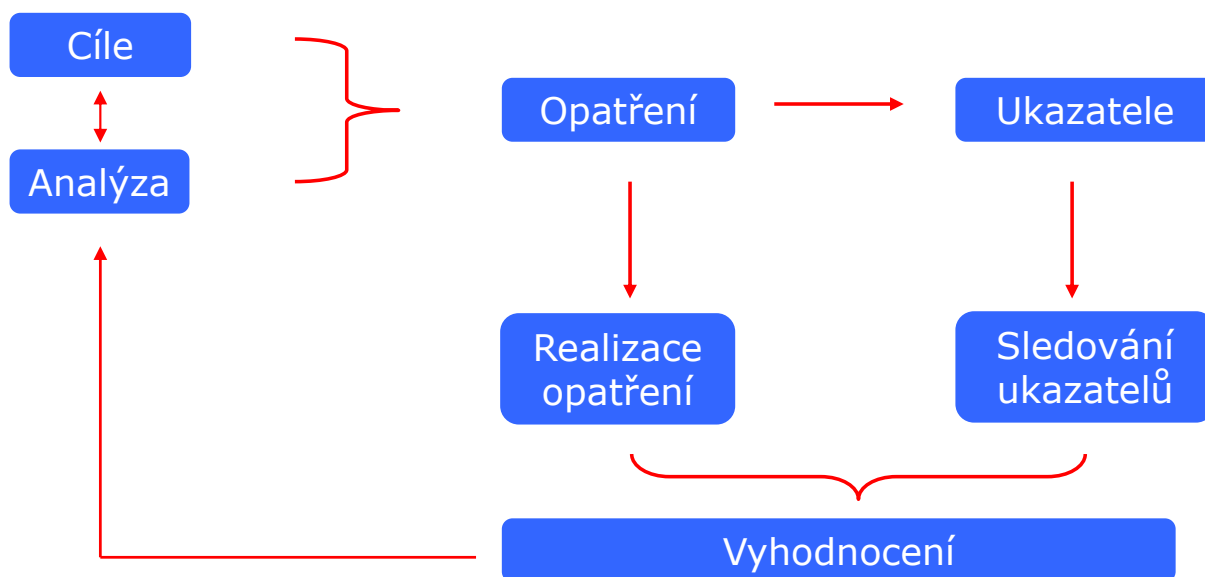 Cíle
Analýza
Opatření
Ukazatele
Realizace
opatření
Sledování
ukazatelů
Vyhodnocení